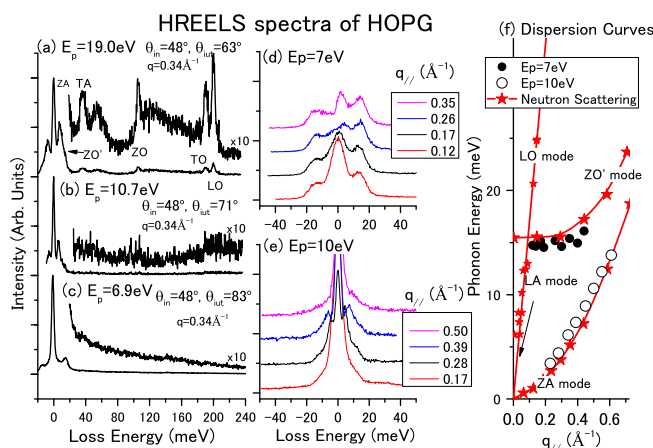 HREELS spectra of HOPG
(a) Ep=19.0eV θin=48°, θiut=63°
q=0.34Å-1
ZA
TA
ZO'
ZO
TO
LO
x10
(b) Ep=10.7eV
θin=48°, θiut=71°
q=0.34Å-1
x10
(c) Ep=6.9eV θin=48°, θiut=83°
q=0.34Å-1
x10
Intensity (Arb. Units)
0 40 80 120 160 200 240
Loss Energy (meV)
(d) Ep=7eV
q// (Å-1)
0.35
0.26
0.17
0.12
-40 -20 0 20 40
(e) Ep=10eV
q// (Å-1)
0.50
0.39
0.28
0.17
-40 -20 0 20 40
Loss Energy (meV)
(f) Dispersion Curves
Ep=7eV
Ep=10eV
Neutron Scattering
LO mode
ZO' mode
LA mode
ZA mode
Phonon Energy (meV)
0
10
20
30
0.0 0.2 0.4 0.6
q// (Å-1)